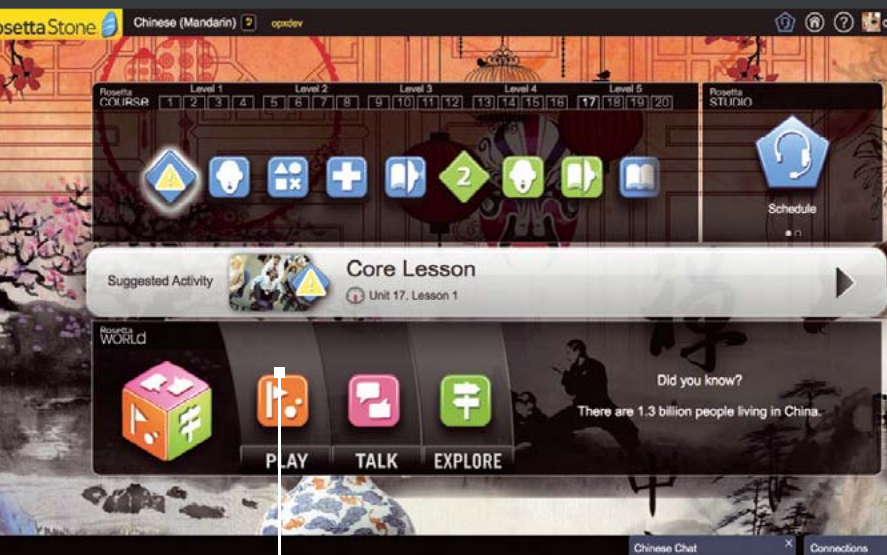 osettaStone Chinese (Mandarin) opxdev ?
Rosetta
COURSE
Level 1 Level 2 Level 3 Level 4 Level 5
1 2 3 4 5 6 7 8 9 10 11 12 13 14 15 16 17 18 19 20
Rosetta
STUDIO
2
Schedule
Suggested Activity
Core Lesson
Unit 17, Lesson 1
Rosetta
WORLD
Did you know?
There are 1.3 billion people living in China.
PLAY TALK EXPLORE
禅
中
Chinese Chat × Connections